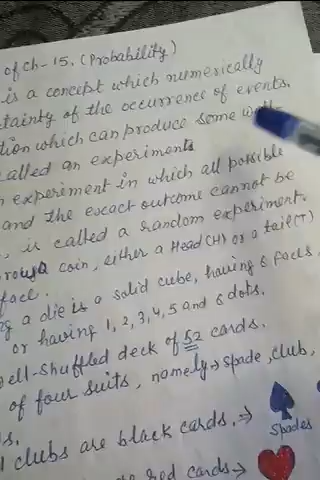 of ch-15. (Probability)
is a concept which numerically
tainty of the occurrence of events.
tion which can produce some well-
called an experiments
experiment in which all possible
and the exact outcome cannot be
, is called a random experiment.
a coin, either a Head (H) or a tail (T)
face.
g a die is a solid cube, having 6 faces
or having 1, 2, 3, 4, 5 and 6 dots.
well-shuffled deck of 52 cards.
of four suits, namely → spade, club,
s.
clubs are black cards. →
Spades
are red cards →